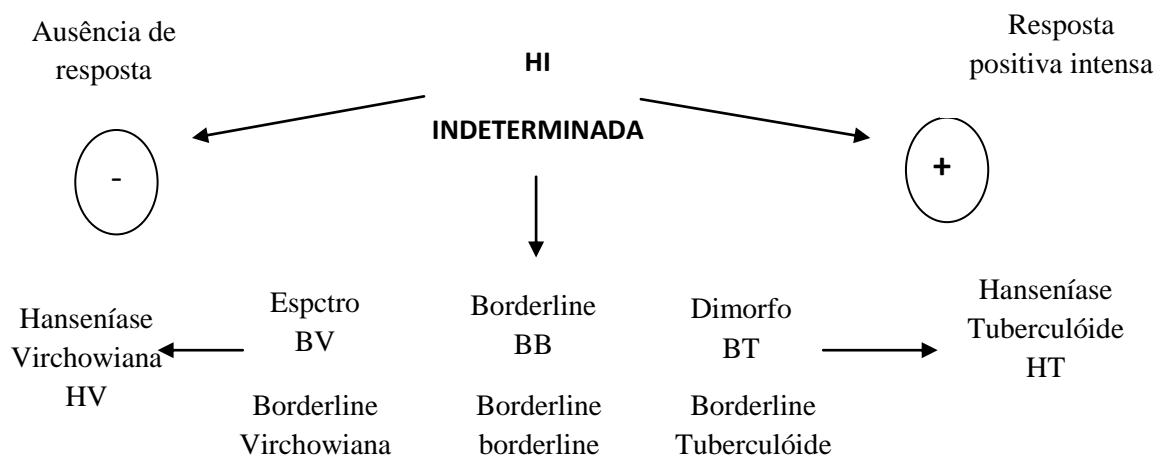 Ausência de
resposta
HI
INDETERMINADA
Resposta
positiva intensa
-
+
Hanseníase
Virchowiana
HV
Espctro
BV
Borderline
Virchowiana
Borderline
BB
Borderline
borderline
Dimorfo
BT
Borderline
Tuberculóide
Hanseníase
Tuberculóide
HT